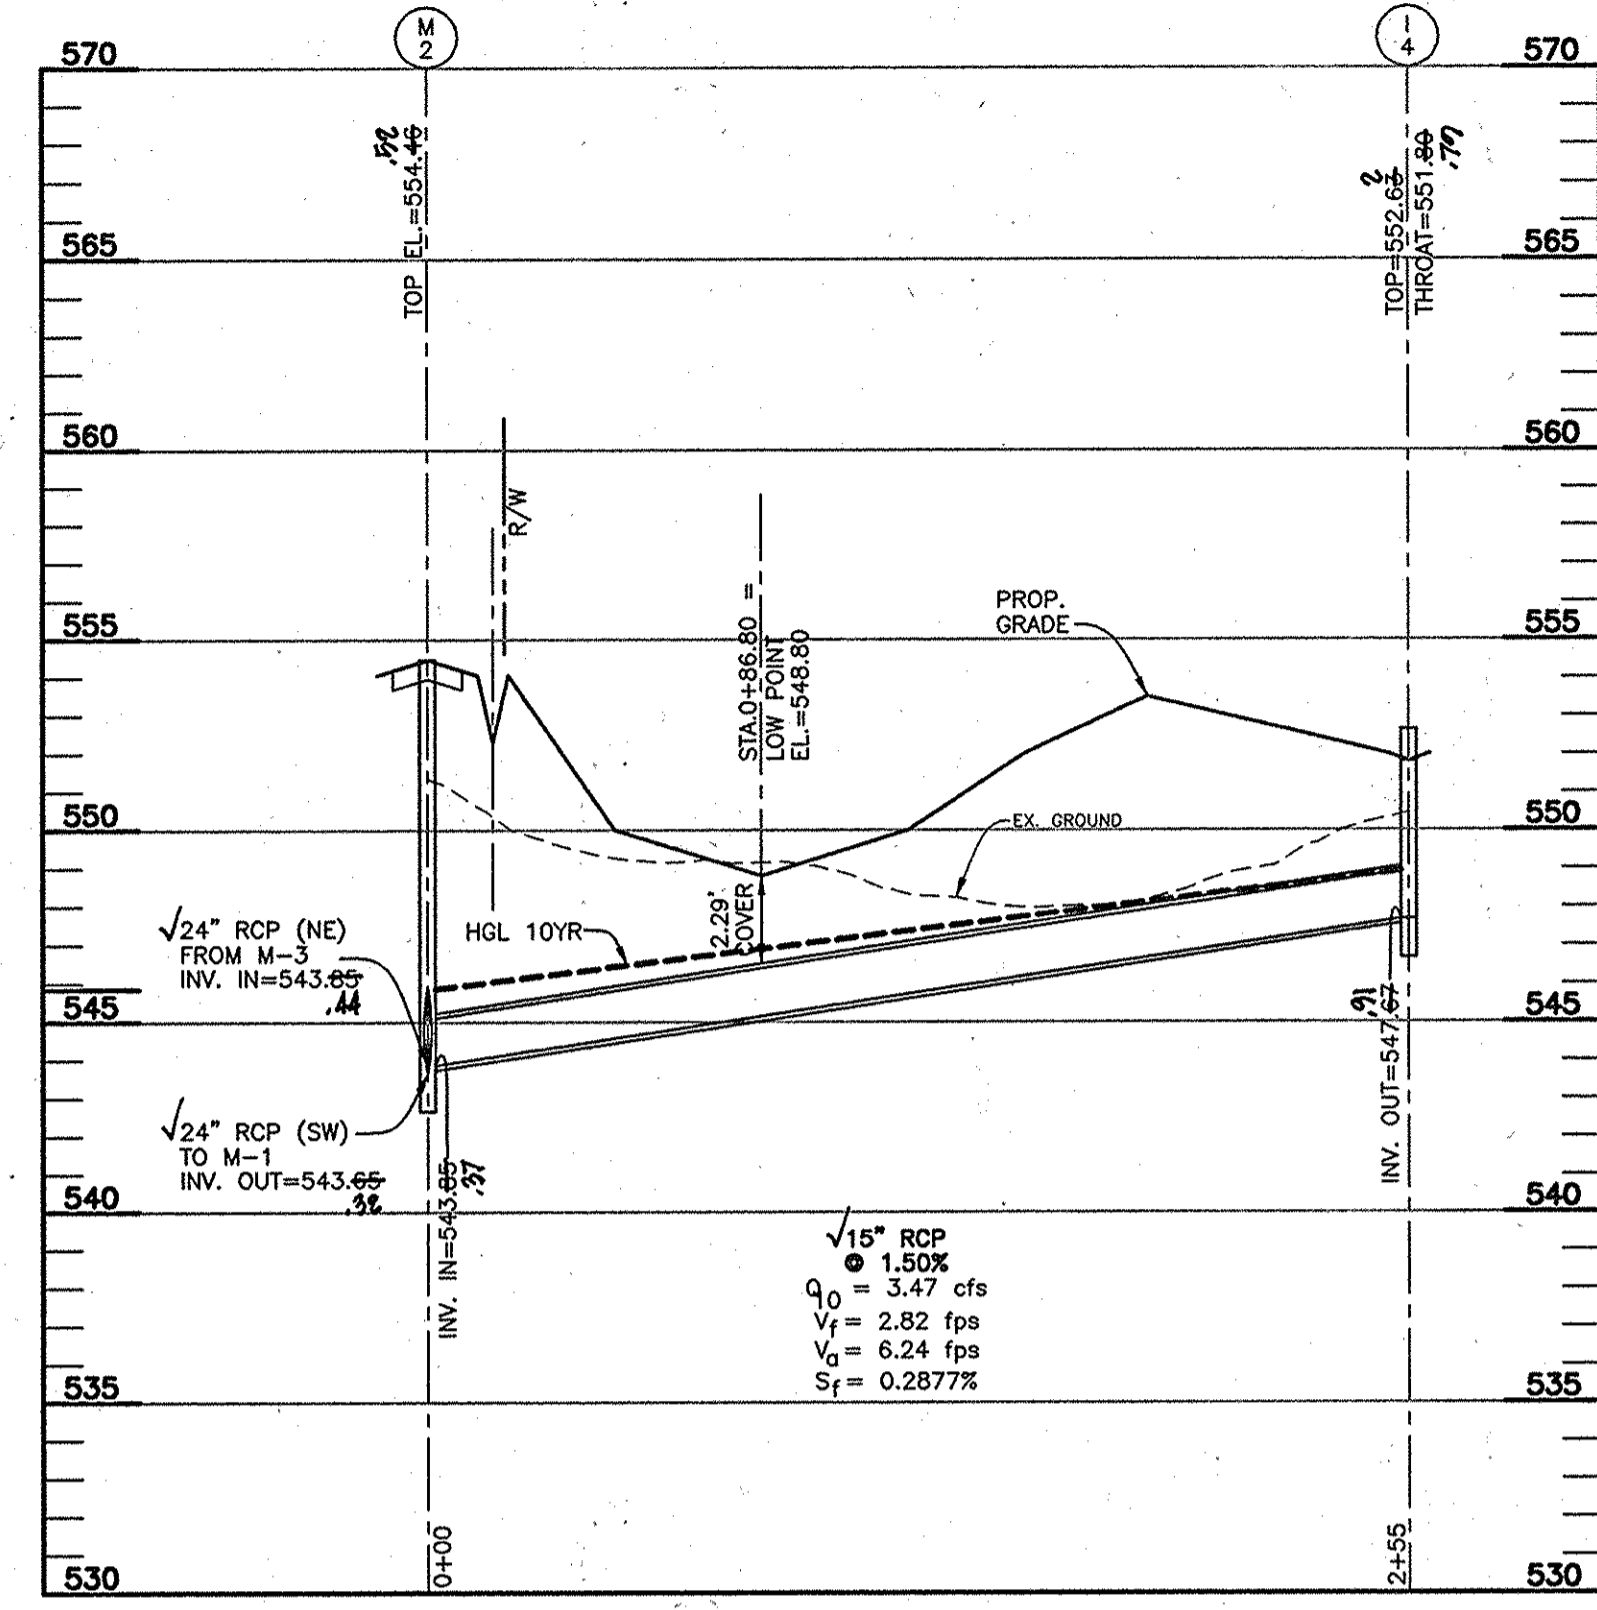 M
2
I
4
570
570
TOP EL.=554.46
.52
TOP=552.63
2
THROAT=551.80
.79
565
565
560
560
R/W
STA.0+86.80 =
LOW POINT
EL.=548.80
PROP.
GRADE
555
555
550
550
EX. GROUND
2.29'
COVER
HGL 10YR
√24" RCP (NE)
FROM M-3
INV. IN=543.85
.44
545
545
√24" RCP (SW)
TO M-1
INV. OUT=543.65
.38
INV. IN=543.85
.37
INV. OUT=547.67
.91
540
540
√15" RCP
@ 1.50%
Q10 = 3.47 cfs
Vf = 2.82 fps
Va = 6.24 fps
Sf = 0.2877%
535
535
0+00
2+55
530
530